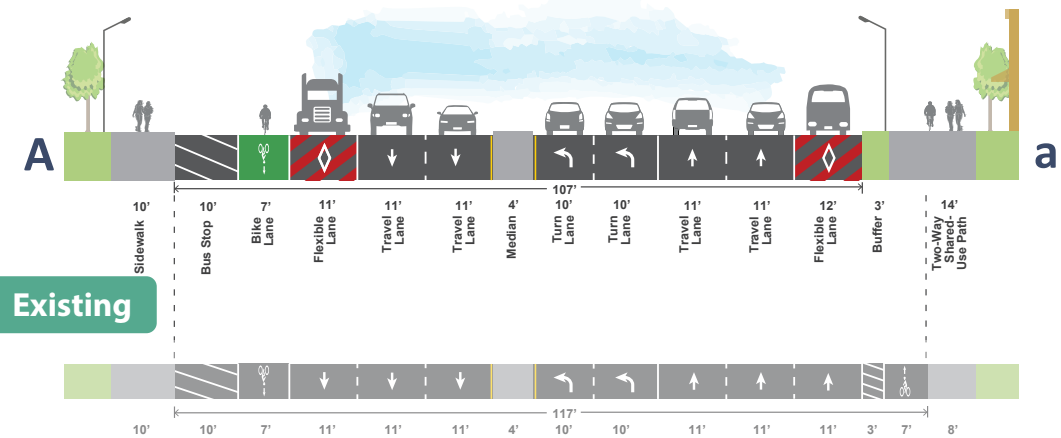 A
a
107'
10' 10' 7' 11' 11' 11' 4' 10' 10' 11' 11' 12' 3' 14'
Sidewalk
Bus Stop
Bike
Lane
Flexible
Lane
Travel
Lane
Travel
Lane
Median
Turn
Lane
Turn
Lane
Travel
Lane
Travel
Lane
Flexible
Lane
Buffer
Two-Way
Shared-
Use Path
Existing
117'
10' 10' 7' 11' 11' 11' 4' 10' 10' 11' 11' 11' 3' 7' 8'